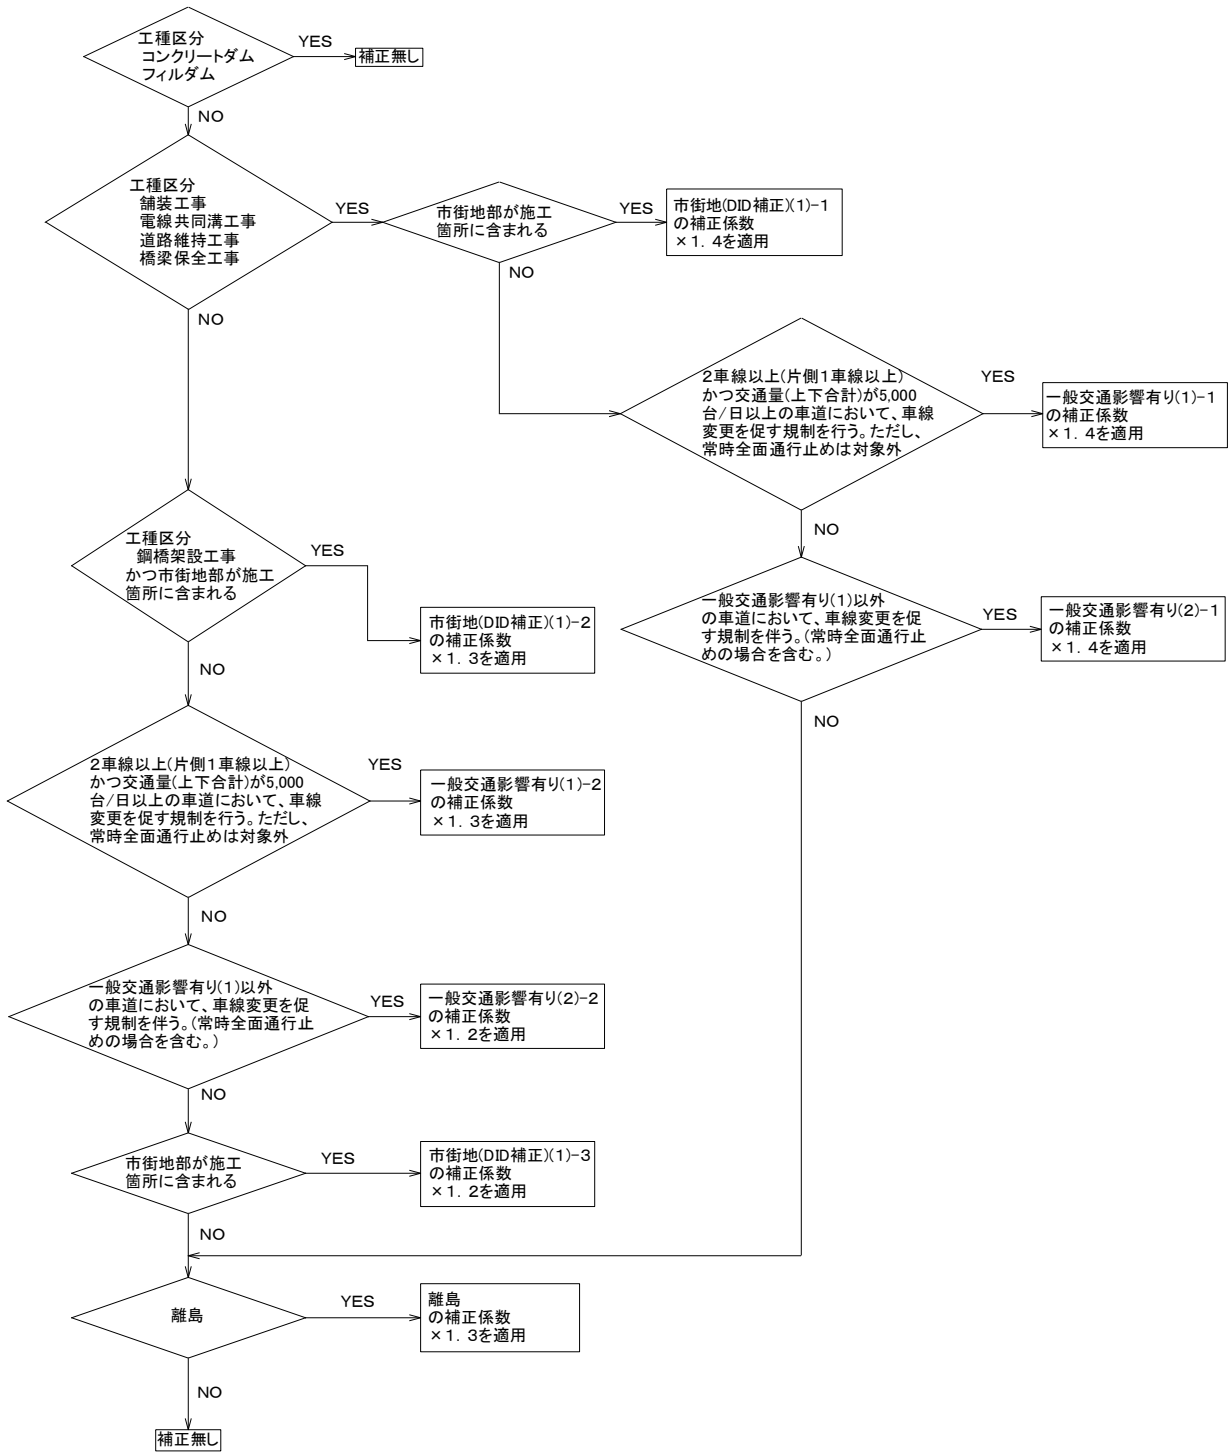 工種区分
コンクリートダム
フィルダム
YES
補正無し
NO
工種区分
舗装工事
電線共同溝工事
道路維持工事
橋梁保全工事
YES
市街地部が施工
箇所に含まれる
YES
市街地(DID補正)(1)-1
の補正係数
×1.4を適用
NO
NO
2車線以上(片側1車線以上)
かつ交通量(上下合計)が5,000
台/日以上の車道において、車線
変更を促す規制を行う。ただし、
常時全面通行止めは対象外
YES
一般交通影響有り(1)-1
の補正係数
×1.4を適用
NO
工種区分
鋼橋架設工事
かつ市街地部が施工
箇所に含まれる
YES
市街地(DID補正)(1)-2
の補正係数
×1.3を適用
NO
一般交通影響有り(1)以外
の車道において、車線変更を促
す規制を伴う。(常時全面通行止
めの場合を含む。)
YES
一般交通影響有り(2)-1
の補正係数
×1.4を適用
NO
2車線以上(片側1車線以上)
かつ交通量(上下合計)が5,000
台/日以上の車道において、車線
変更を促す規制を行う。ただし、
常時全面通行止めは対象外
YES
一般交通影響有り(1)-2
の補正係数
×1.3を適用
NO
一般交通影響有り(1)以外
の車道において、車線変更を促
す規制を伴う。(常時全面通行止
めの場合を含む。)
YES
一般交通影響有り(2)-2
の補正係数
×1.2を適用
NO
市街地部が施工
箇所に含まれる
YES
市街地(DID補正)(1)-3
の補正係数
×1.2を適用
NO
離島
YES
離島
の補正係数
×1.3を適用
NO
補正無し